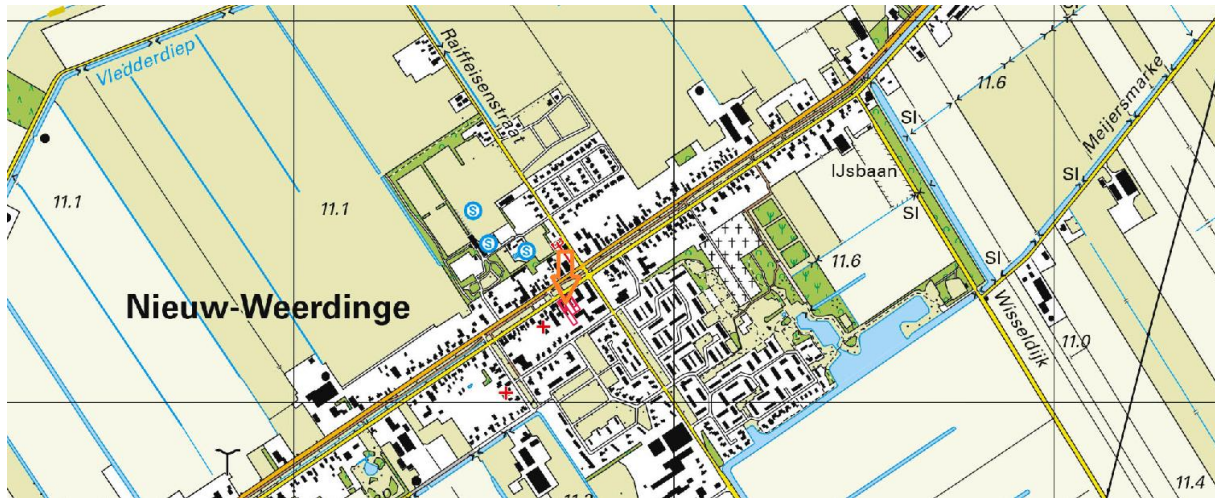 Vledderdiep
Raiffeisenstraat
11.6
Meijersmarke
SI
SI
IJsbaan
SI
SI
11.1
11.1
S
S
S
11.6
SI
Nieuw-Weerdinge
Wisseldijk
11.0
11.4